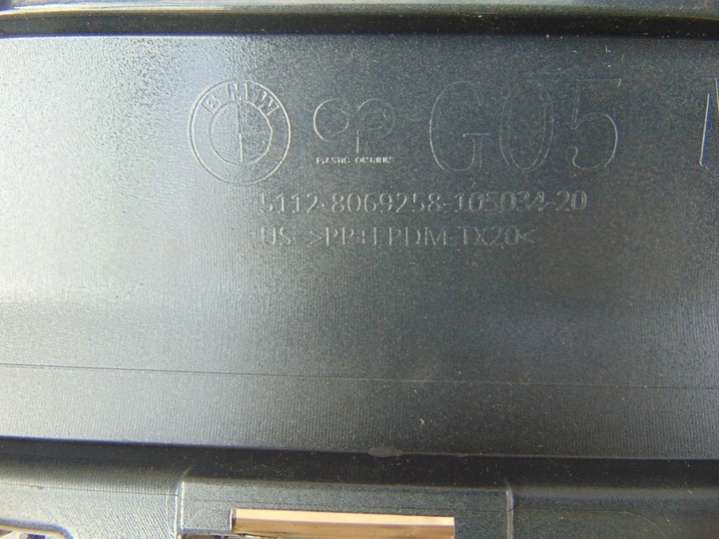 BMW
G05
PLASTIC OMNIUM
5112-8069258-105034-20
US >PP+EPDM-TX20<